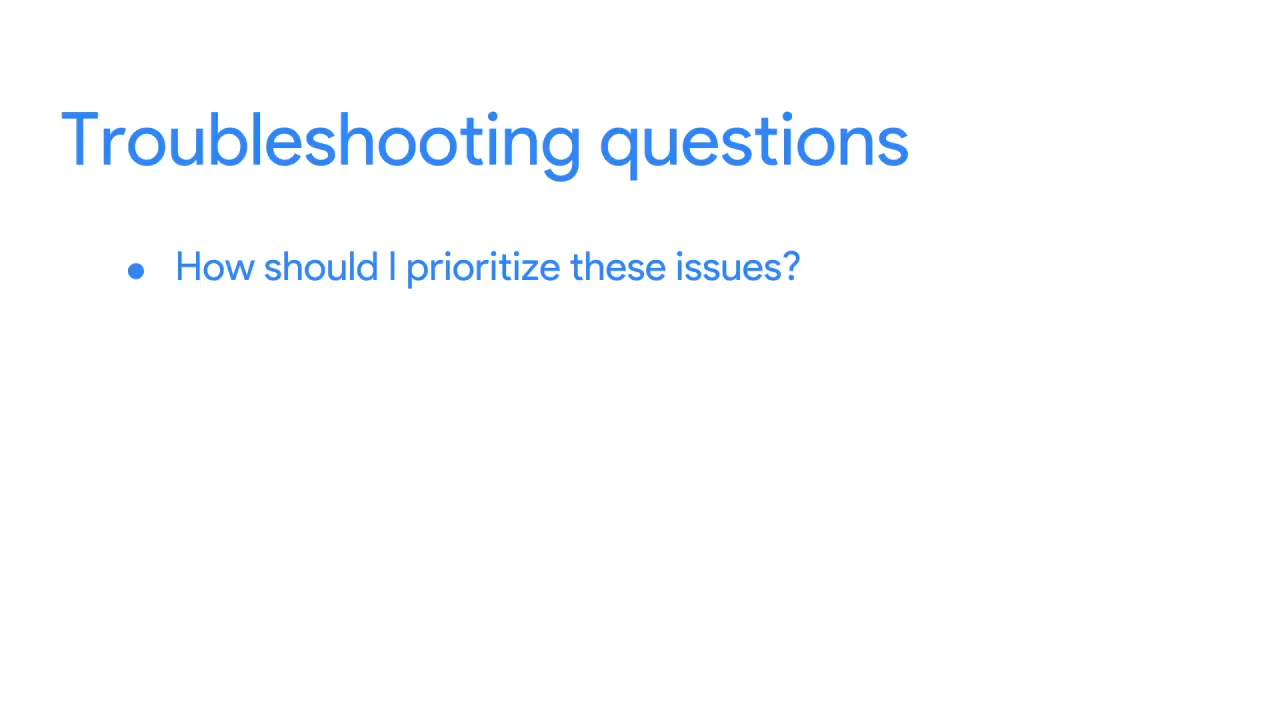 Troubleshooting questions
● How should I prioritize these issues?